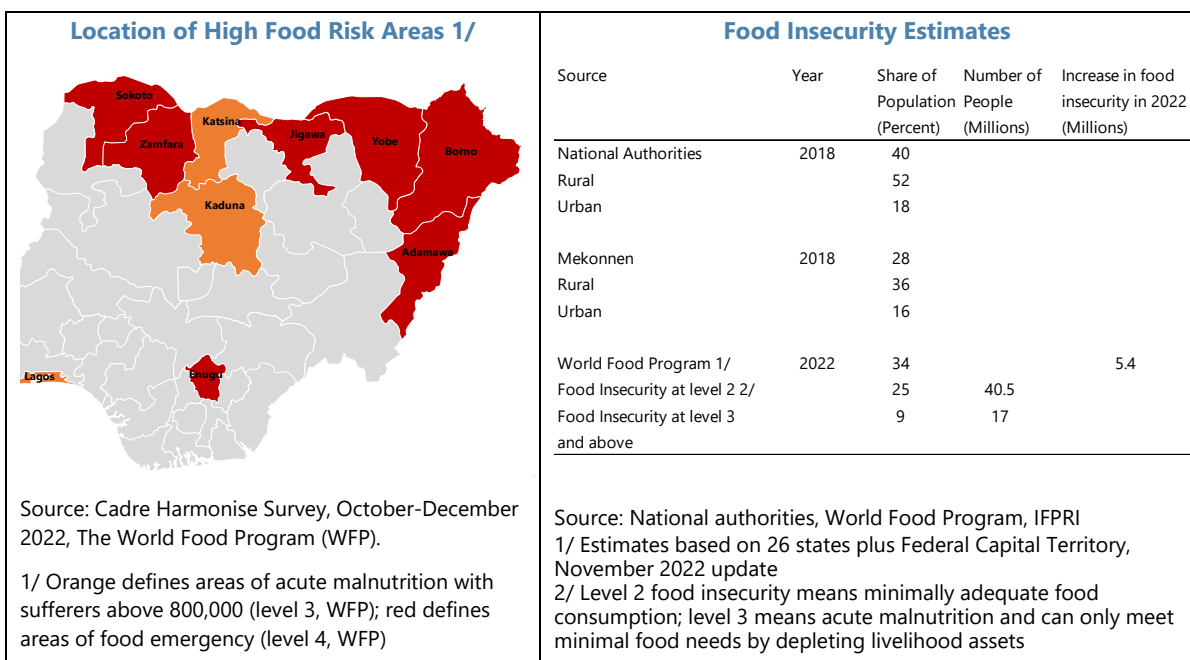 Location of High Food Risk Areas 1/
Sokoto
Katsina
Zamfara
Jigawa
Yobe
Borno
Kaduna
Adamawa
Lagos
Enugu
Source: Cadre Harmonise Survey, October-December
2022, The World Food Program (WFP).
1/ Orange defines areas of acute malnutrition with
sufferers above 800,000 (level 3, WFP); red defines
areas of food emergency (level 4, WFP)
Food Insecurity Estimates
Source Year Share of Number of Increase in food
Population People insecurity in 2022
(Percent) (Millions) (Millions)
National Authorities 2018 40
Rural 52
Urban 18
Mekonnen 2018 28
Rural 36
Urban 16
World Food Program 1/ 2022 34 5.4
Food Insecurity at level 2 2/ 25 40.5
Food Insecurity at level 3 9 17
and above
Source: National authorities, World Food Program, IFPRI
1/ Estimates based on 26 states plus Federal Capital Territory,
November 2022 update
2/ Level 2 food insecurity means minimally adequate food
consumption; level 3 means acute malnutrition and can only meet
minimal food needs by depleting livelihood assets